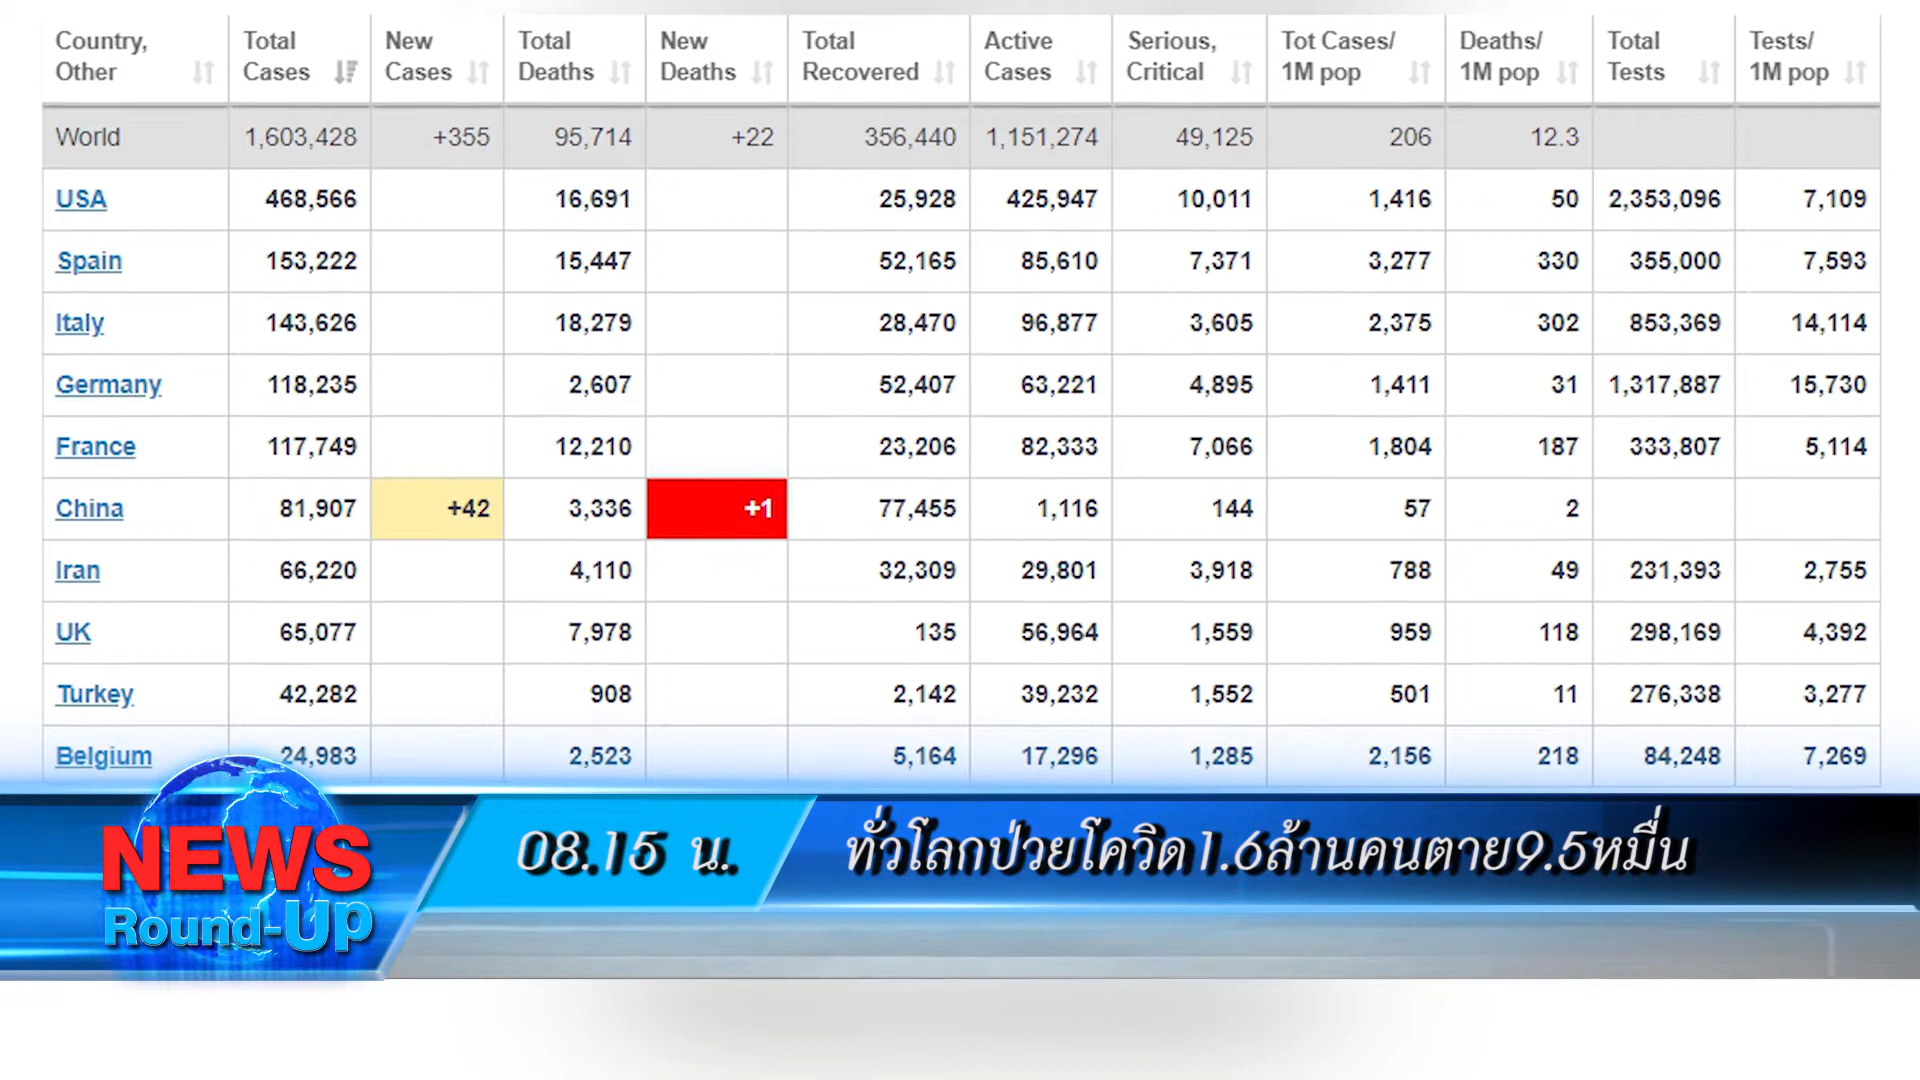 Country, Other Total Cases New Cases Total Deaths New Deaths Total Recovered Active Cases Serious, Critical Tot Cases/ 1M pop Deaths/ 1M pop Total Tests Tests/ 1M pop
World 1,603,428 +355 95,714 +22 356,440 1,151,274 49,125 206 12.3
USA 468,566 16,691 25,928 425,947 10,011 1,416 50 2,353,096 7,109
Spain 153,222 15,447 52,165 85,610 7,371 3,277 330 355,000 7,593
Italy 143,626 18,279 28,470 96,877 3,605 2,375 302 853,369 14,114
Germany 118,235 2,607 52,407 63,221 4,895 1,411 31 1,317,887 15,730
France 117,749 12,210 23,206 82,333 7,066 1,804 187 333,807 5,114
China 81,907 +42 3,336 +1 77,455 1,116 144 57 2
Iran 66,220 4,110 32,309 29,801 3,918 788 49 231,393 2,755
UK 65,077 7,978 135 56,964 1,559 959 118 298,169 4,392
Turkey 42,282 908 2,142 39,232 1,552 501 11 276,338 3,277
Belgium 24,983 2,523 5,164 17,296 1,285 2,156 218 84,248 7,269
NEWS
Round-Up
08.15 น.
ทั่วโลกป่วยโควิด1.6ล้านคนตาย9.5หมื่น